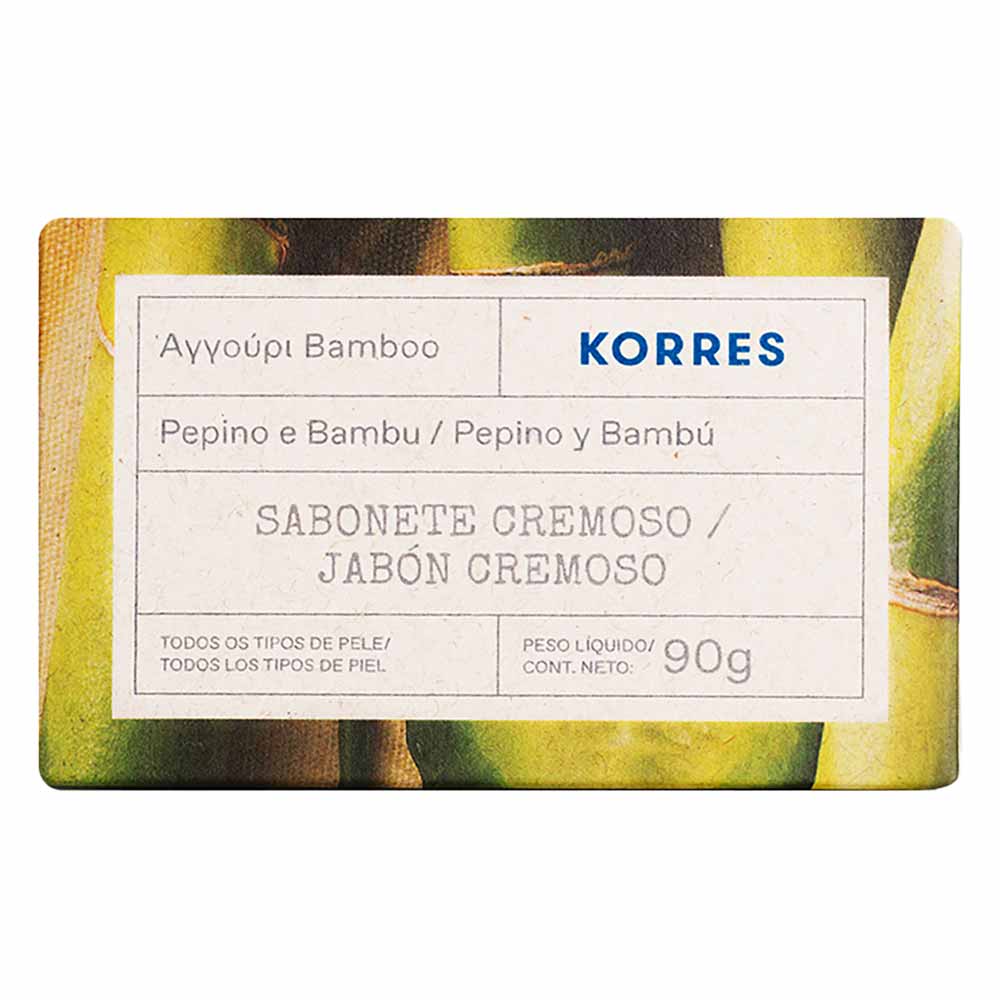 Αγγούρι Bamboo
KORRES
Pepino e Bambu / Pepino y Bambú
SABONETE CREMOSO /
JABÓN CREMOSO
TODOS OS TIPOS DE PELE/
TODOS LOS TIPOS DE PIEL
PESO LÍQUIDO/
CONT. NETO: 90g